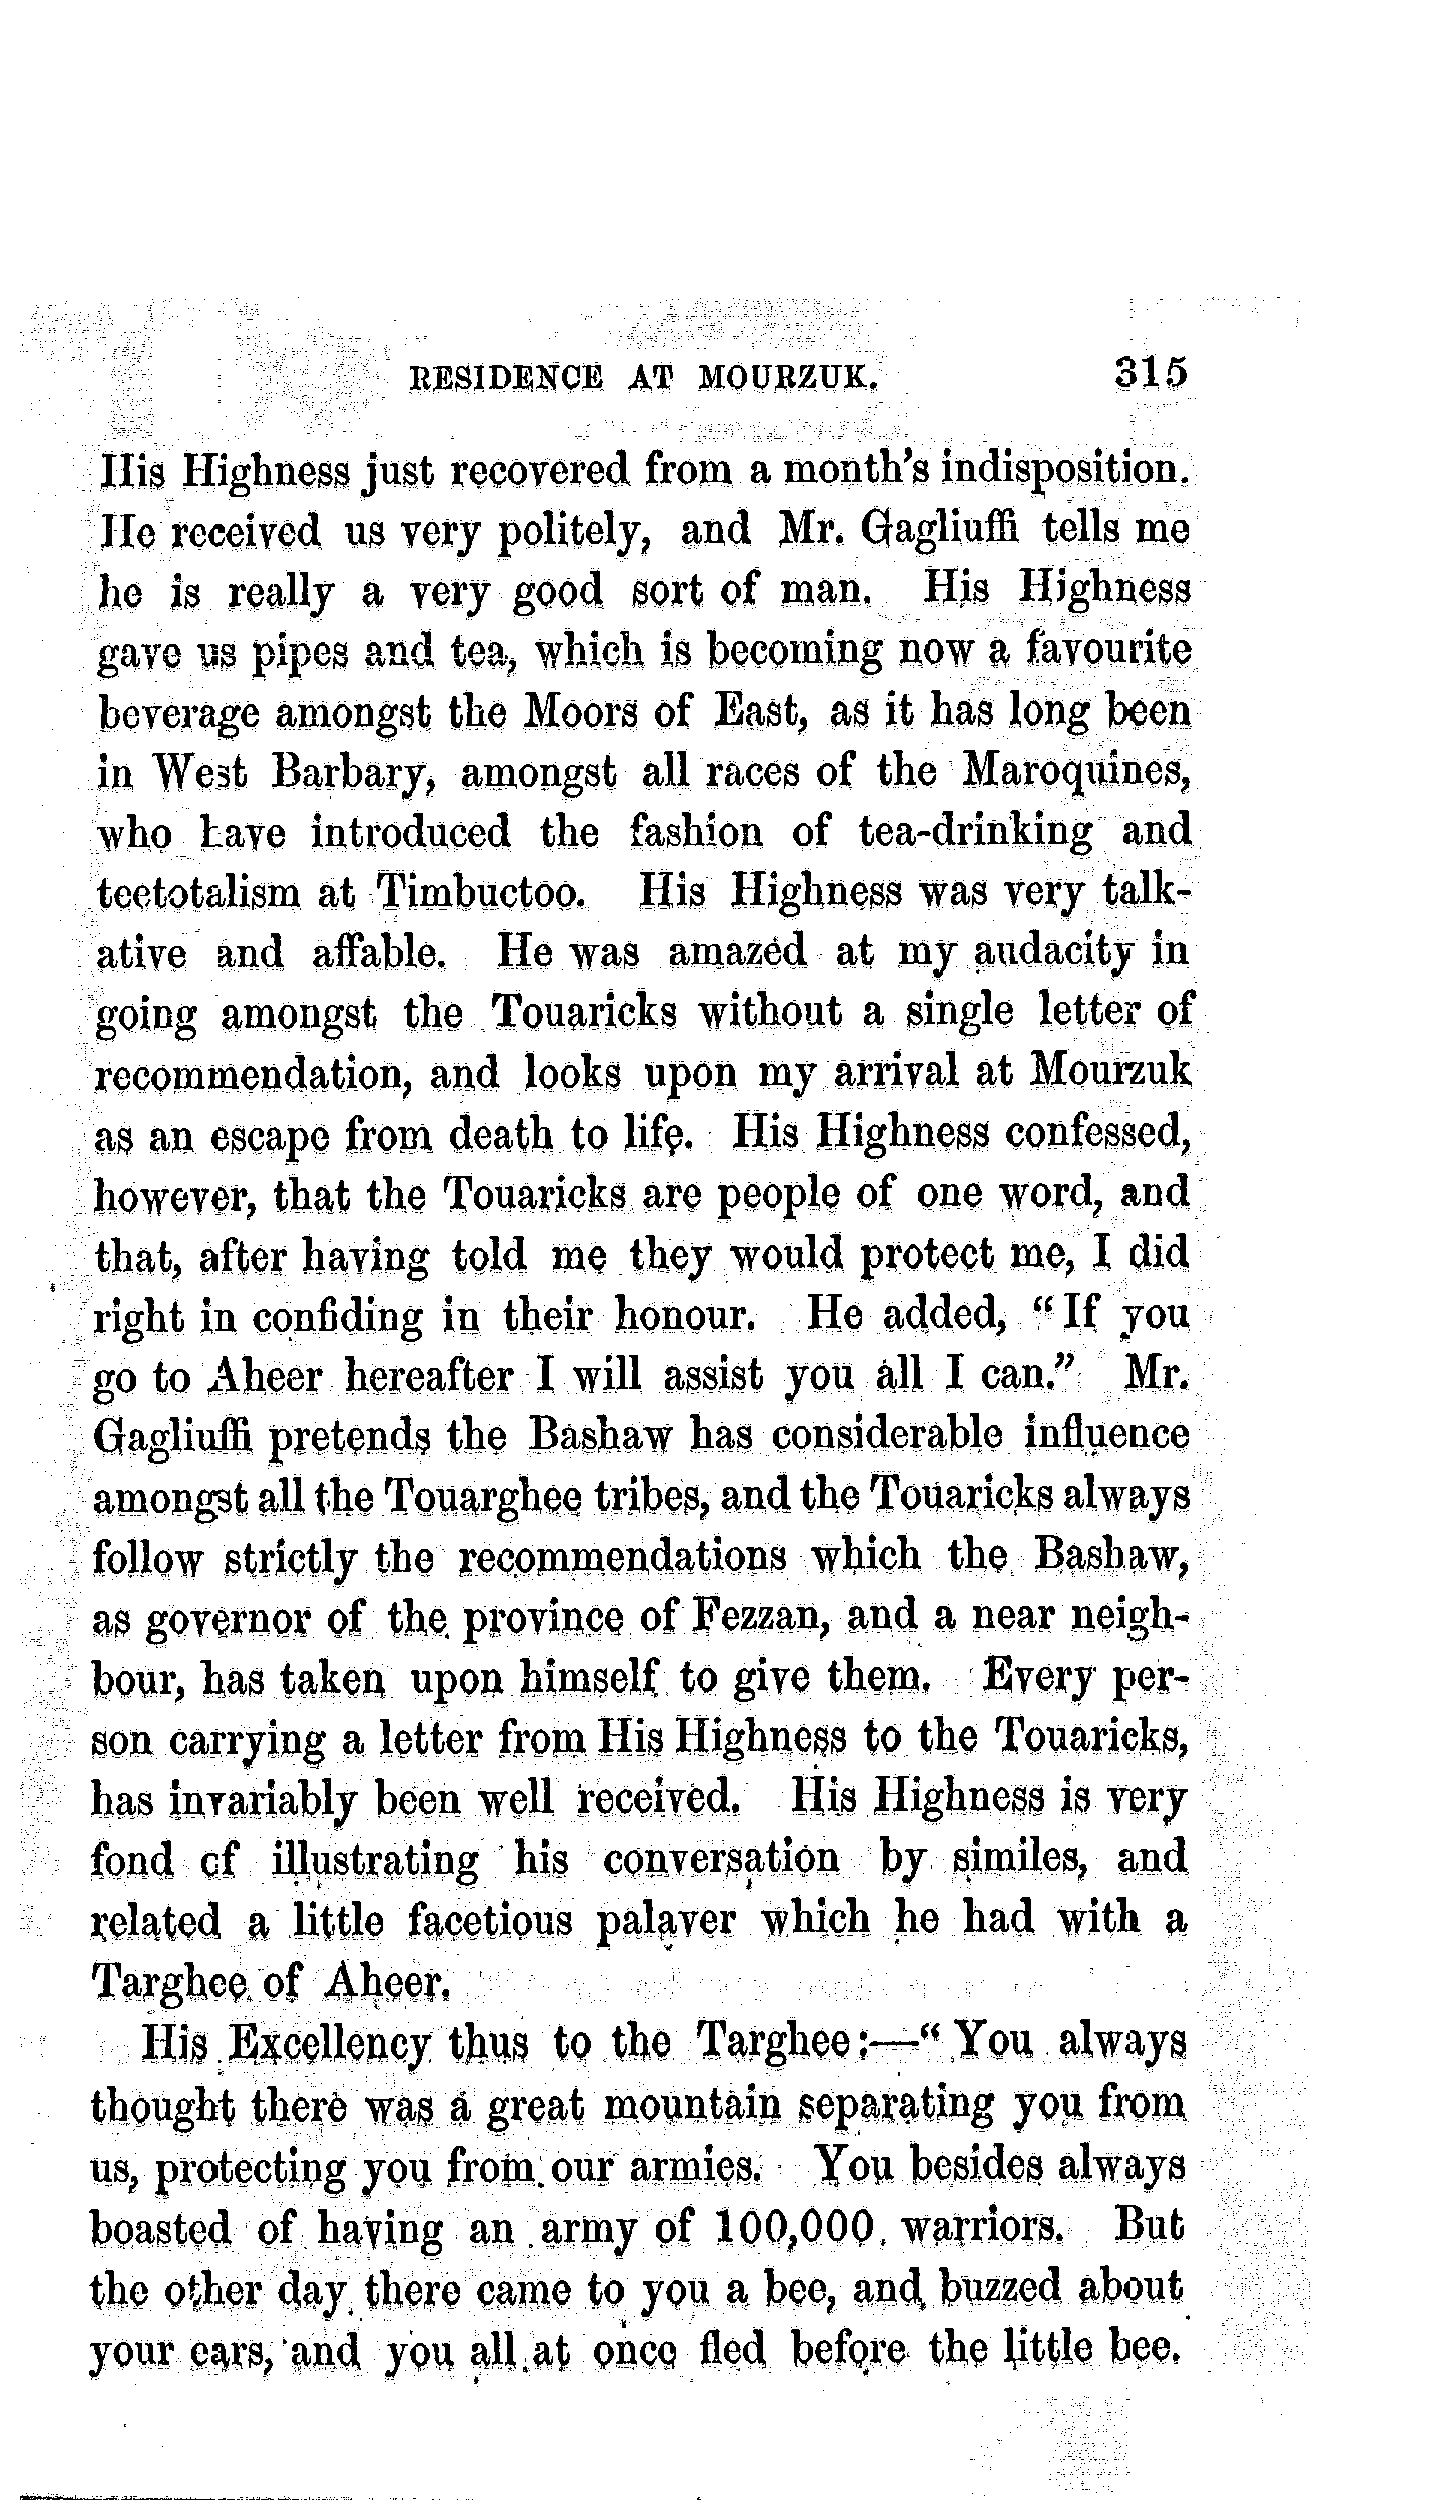 RESIDENCE AT MOURZUK. 315
His Highness just recovered from a month's indisposition.
He received us very politely, and Mr. Gagliuffi tells me
he is really a very good sort of man. His Highness
gave us pipes and tea, which is becoming now a favourite
beverage amongst the Moors of East, as it has long been
in West Barbary, amongst all races of the Maroquines,
who have introduced the fashion of tea-drinking and
teetotalism at Timbuctoo. His Highness was very talk-
ative and affable. He was amazed at my audacity in
going amongst the Touaricks without a single letter of
recommendation, and looks upon my arrival at Mourzuk
as an escape from death to life. His Highness confessed,
however, that the Touaricks are people of one word, and
that, after having told me they would protect me, I did
right in confiding in their honour. He added, "If you
go to Aheer hereafter I will assist you all I can." Mr.
Gagliuffi pretends the Bashaw has considerable influence
amongst all the Touarghee tribes, and the Touaricks always
follow strictly the recommendations which the Bashaw,
as governor of the province of Fezzan, and a near neigh-
bour, has taken upon himself to give them. Every per-
son carrying a letter from His Highness to the Touaricks,
has invariably been well received. His Highness is very
fond of illustrating his conversation by similes, and
related a little facetious palaver which he had with a
Targhee of Aheer.
His Excellency thus to the Targhee:—"You always
thought there was a great mountain separating you from
us, protecting you from our armies. You besides always
boasted of having an army of 100,000 warriors. But
the other day there came to you a bee, and buzzed about
your ears, and you all at once fled before the little bee.